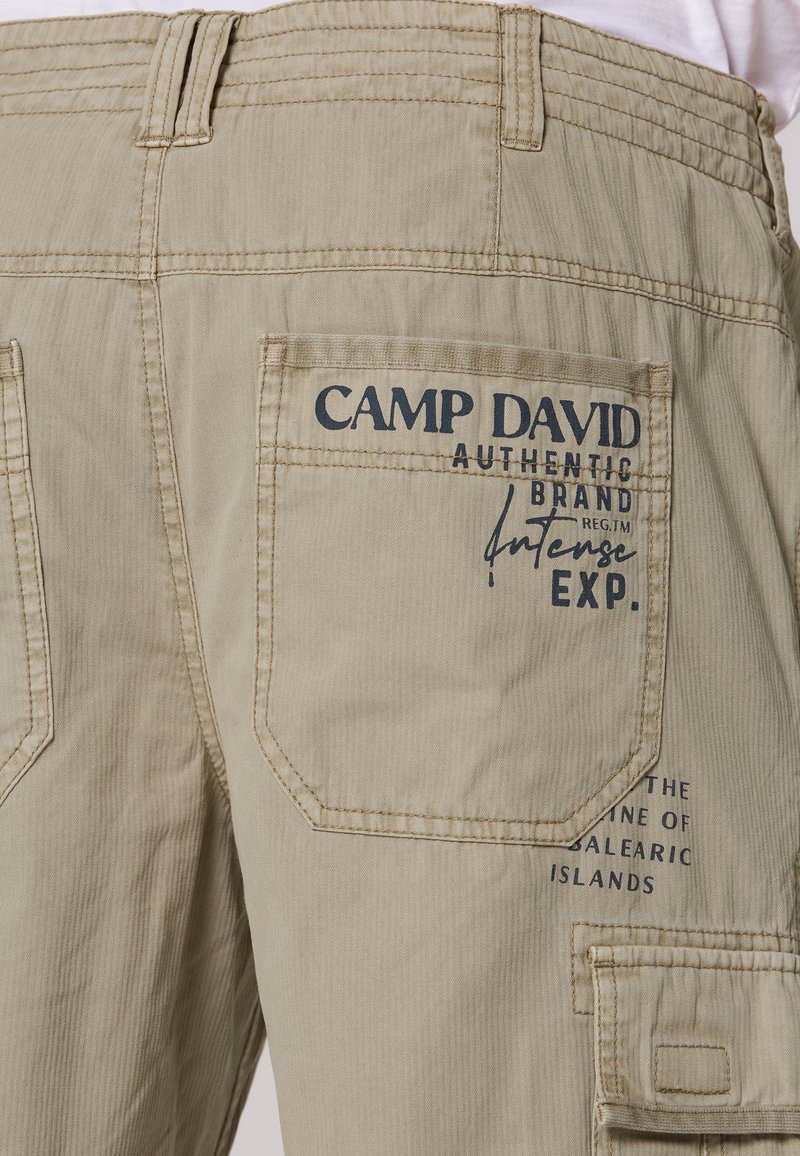 CAMP DAVID
AUTHENTIC
BRAND
REG.TM
Intense
EXP.
THE
INE OF
BALEARIC
ISLANDS